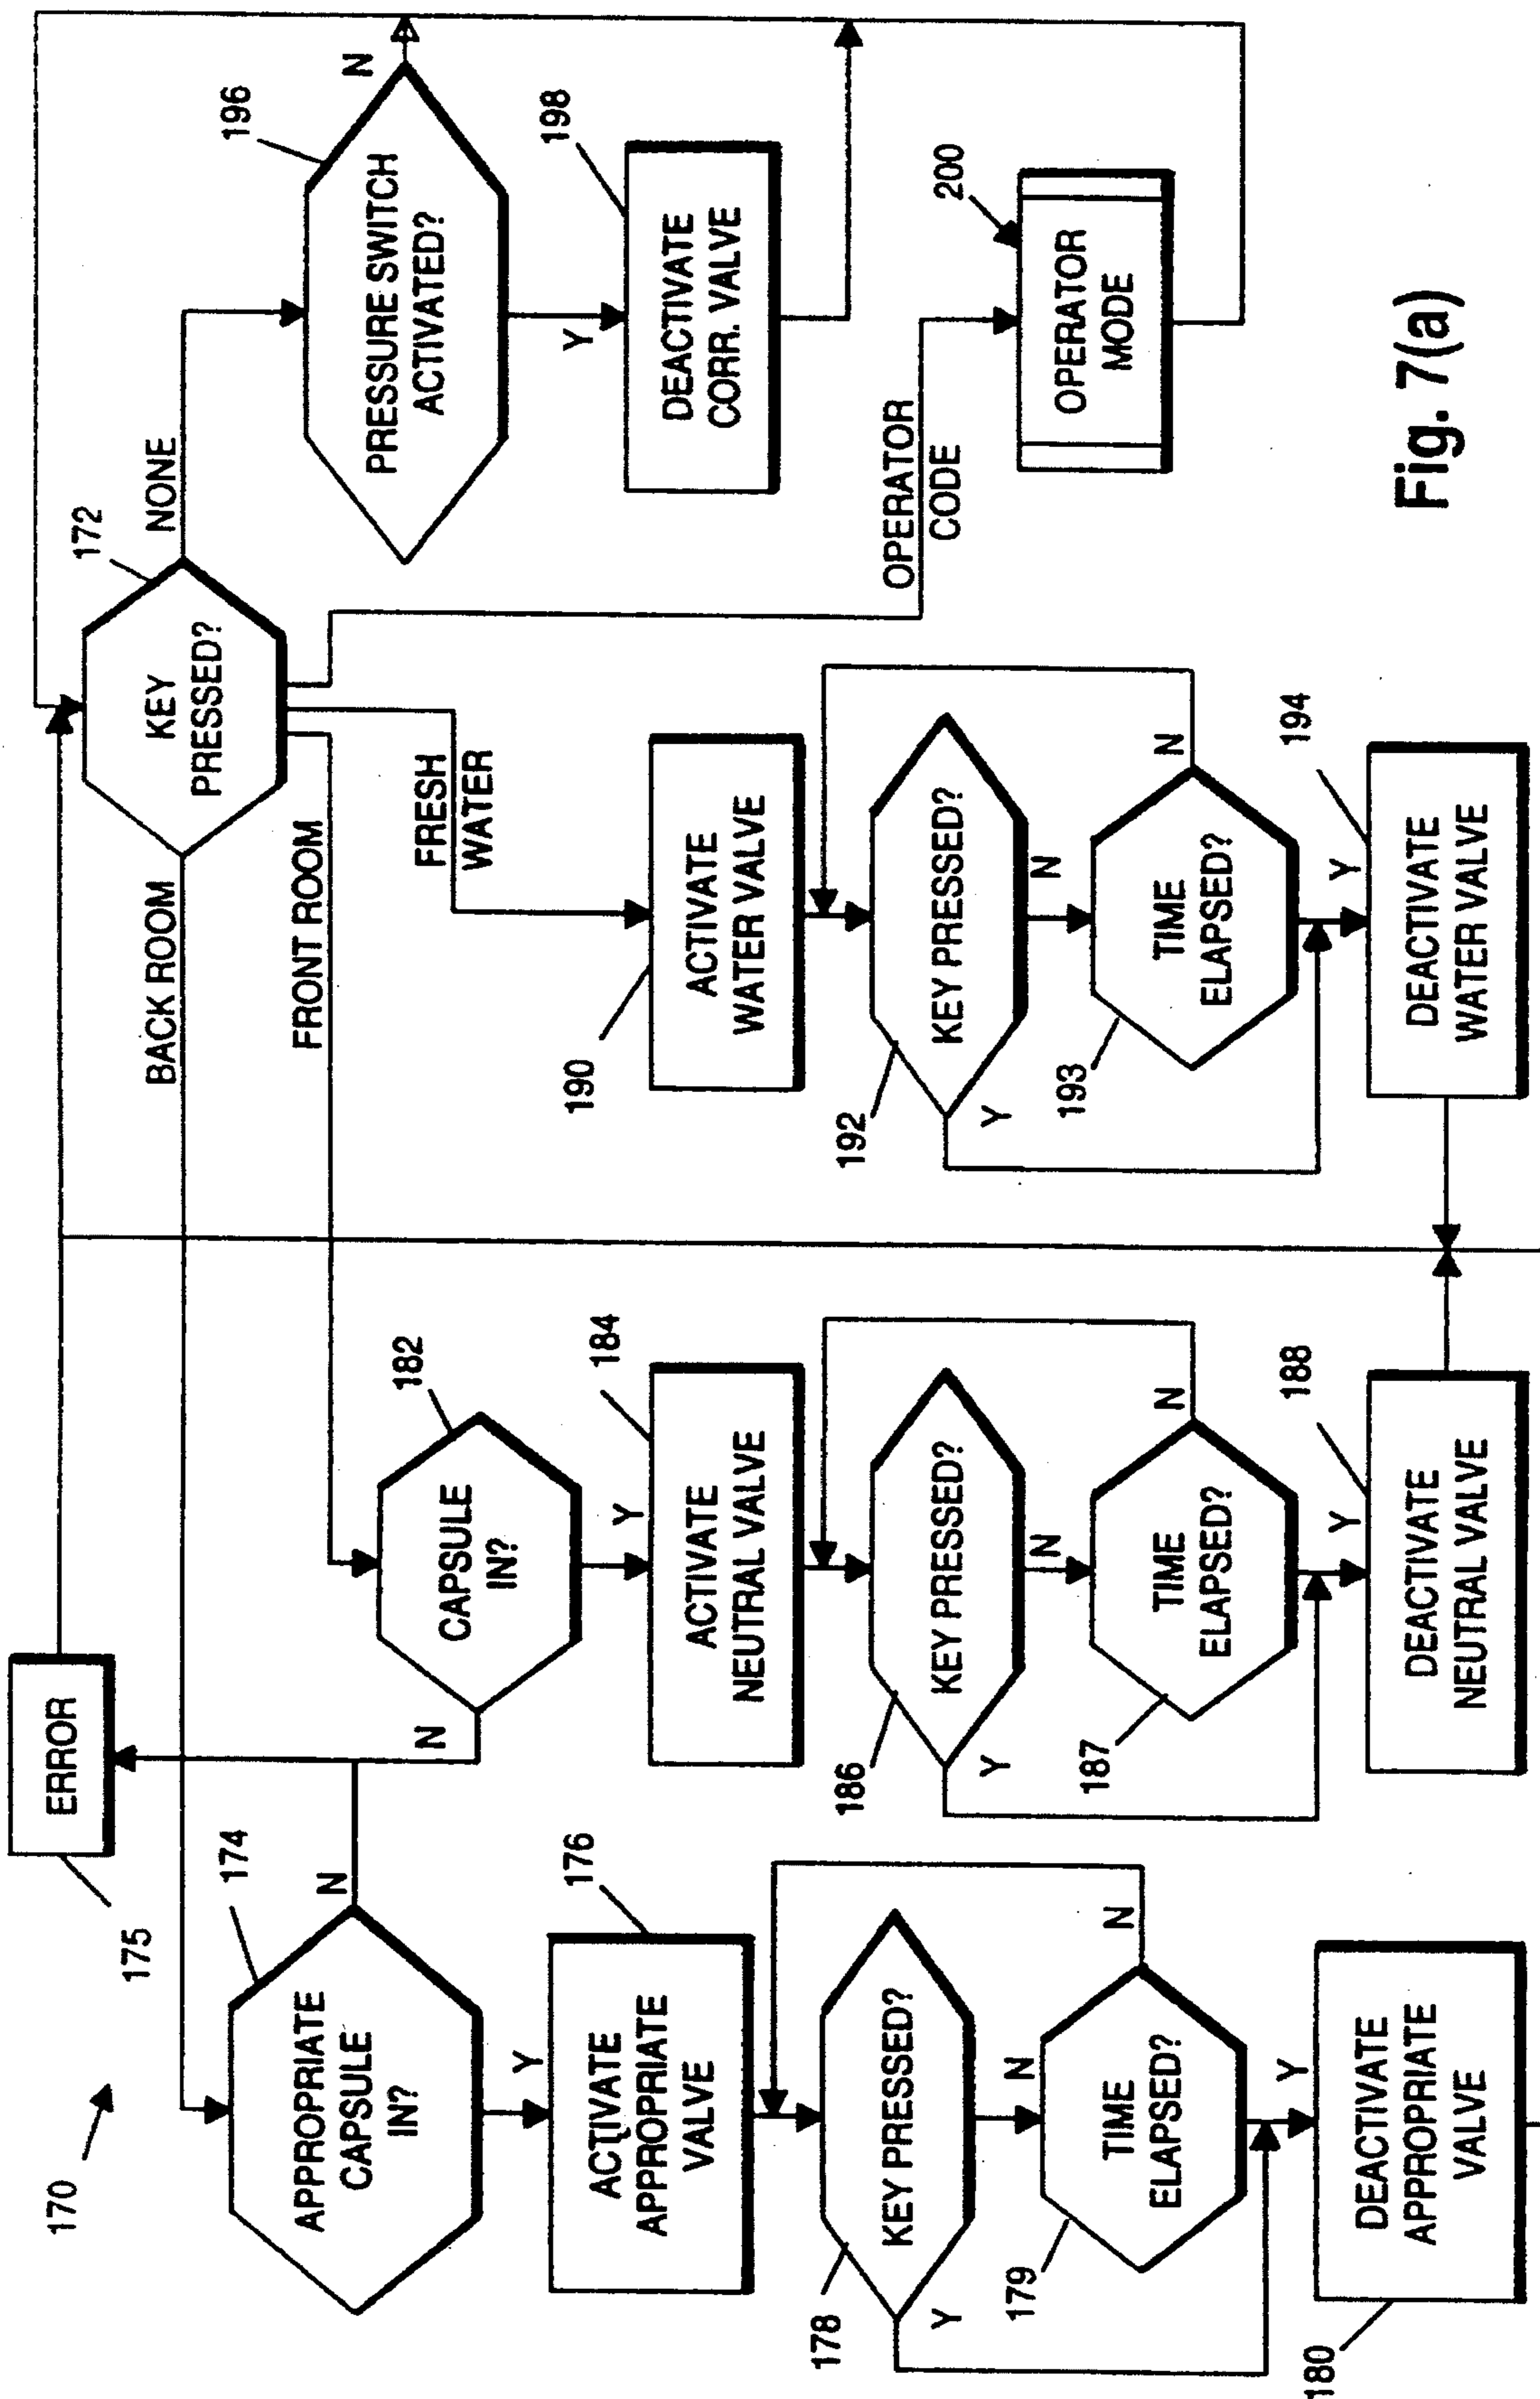 170
175
ERROR
172
KEY
PRESSED?
BACK ROOM
NONE
FRONT ROOM
FRESH
WATER
OPERATOR
CODE
174
APPROPRIATE
CAPSULE
IN?
N
Y
176
ACTIVATE
APPROPRIATE
VALVE
178
KEY PRESSED?
Y
N
179
TIME
ELAPSED?
N
Y
180
DEACTIVATE
APPROPRIATE
VALVE
182
CAPSULE
IN?
N
Y
184
ACTIVATE
NEUTRAL VALVE
186
KEY PRESSED?
Y
N
187
TIME
ELAPSED?
N
Y
188
DEACTIVATE
NEUTRAL VALVE
190
ACTIVATE
WATER VALVE
192
KEY PRESSED?
Y
N
193
TIME
ELAPSED?
N
Y
194
DEACTIVATE
WATER VALVE
196
PRESSURE SWITCH
ACTIVATED?
N
Y
198
DEACTIVATE
CORR. VALVE
200
OPERATOR
MODE
Fig. 7(a)